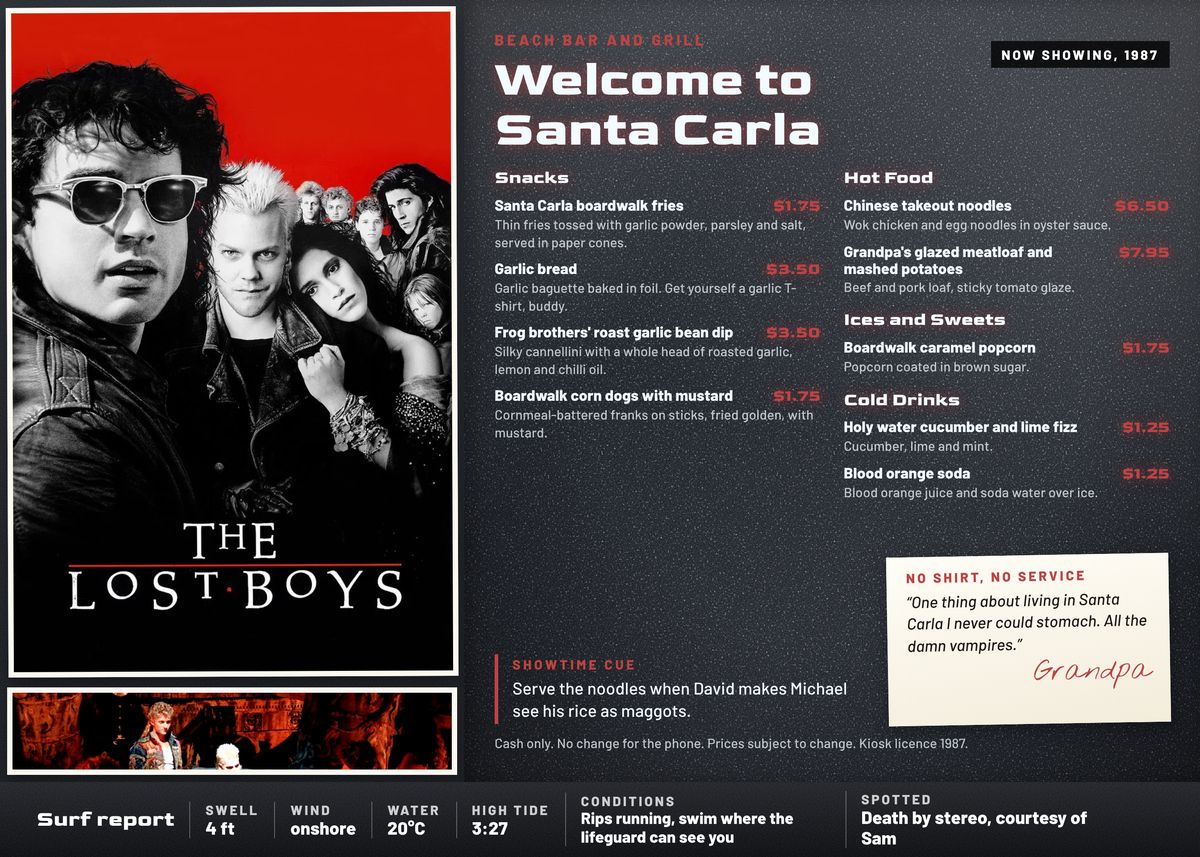 THE
LOST·BOYS
BEACH BAR AND GRILL
NOW SHOWING, 1987
Welcome to
Santa Carla
Snacks
Santa Carla boardwalk fries $1.75
Thin fries tossed with garlic powder, parsley and salt,
served in paper cones.
Garlic bread $3.50
Garlic baguette baked in foil. Get yourself a garlic T-
shirt, buddy.
Frog brothers' roast garlic bean dip $3.50
Silky cannellini with a whole head of roasted garlic,
lemon and chilli oil.
Boardwalk corn dogs with mustard $1.75
Cornmeal-battered franks on sticks, fried golden, with
mustard.
Hot Food
Chinese takeout noodles $6.50
Wok chicken and egg noodles in oyster sauce.
Grandpa's glazed meatloaf and $7.95
mashed potatoes
Beef and pork loaf, sticky tomato glaze.
Ices and Sweets
Boardwalk caramel popcorn $1.75
Popcorn coated in brown sugar.
Cold Drinks
Holy water cucumber and lime fizz $1.25
Cucumber, lime and mint.
Blood orange soda $1.25
Blood orange juice and soda water over ice.
NO SHIRT, NO SERVICE
“One thing about living in Santa
Carla I never could stomach. All the
damn vampires.”
Grandpa
SHOWTIME CUE
Serve the noodles when David makes Michael
see his rice as maggots.
Cash only. No change for the phone. Prices subject to change. Kiosk licence 1987.
Surf report
SWELL
4 ft
WIND
onshore
WATER
20°C
HIGH TIDE
3:27
CONDITIONS
Rips running, swim where the
lifeguard can see you
SPOTTED
Death by stereo, courtesy of
Sam